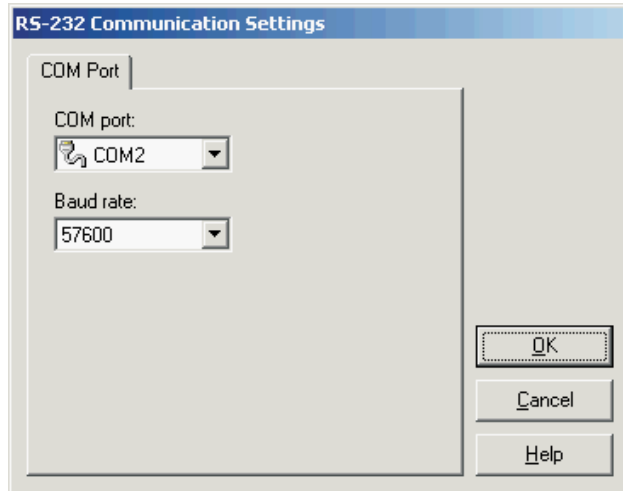 RS-232 Communication Settings
COM Port
COM port:
COM2
Baud rate:
57600
OK
Cancel
Help